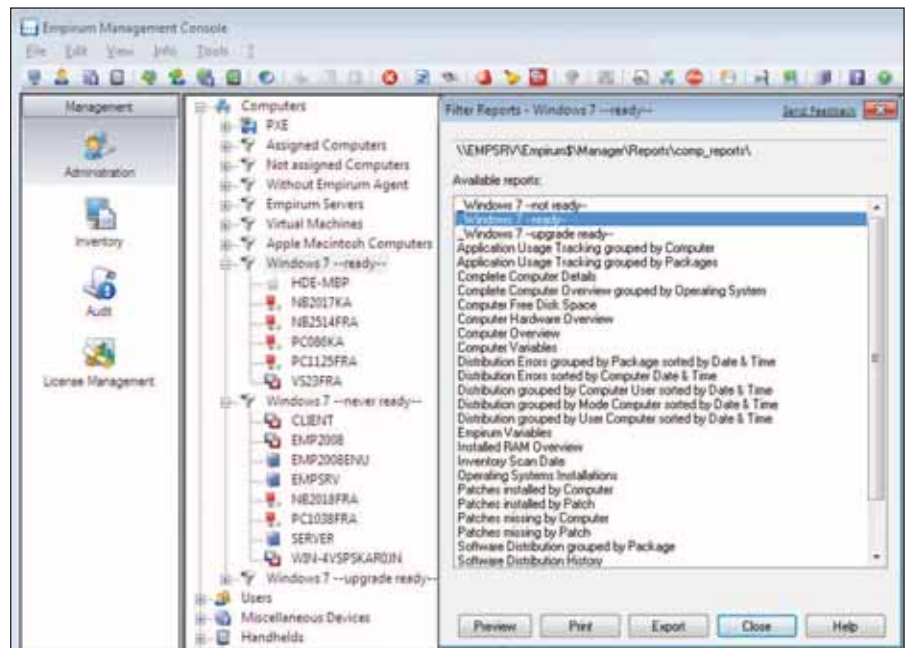 Empirum Management Console
File Edit View Info Tools ?
Management
Administration
Inventory
Audit
License Management
Computers
PXE
Assigned Computers
Not assigned Computers
Without Empirum Agent
Empirum Servers
Virtual Machines
Apple Macintosh Computers
Windows 7 --ready--
HDE-MBP
NB2017KA
NB2514FRA
PC086KA
PC1125FRA
VS23FRA
Windows 7 --never ready--
CLIENT
EMP2008
EMP2008ENU
EMPSRV
NB2018FRA
PC1038FRA
SERVER
WIN-4VSPSKAR0JN
Windows 7 --upgrade ready--
Users
Miscellaneous Devices
Handhelds
Filter Reports - Windows 7 --ready--
Send Feedback
\\EMPSRV\Empirum$\Manager\Reports\comp_reports\
Available reports:
_Windows 7 --not ready--
_Windows 7 --ready--
_Windows 7 --upgrade ready--
Application Usage Tracking grouped by Computer
Application Usage Tracking grouped by Packages
Complete Computer Details
Complete Computer Overview grouped by Operating System
Computer Free Disk Space
Computer Hardware Overview
Computer Overview
Computer Variables
Distribution Errors grouped by Package sorted by Date & Time
Distribution Errors sorted by Computer Date & Time
Distribution grouped by Computer User sorted by Date & Time
Distribution grouped by Mode Computer sorted by Date & Time
Distribution grouped by User Computer sorted by Date & Time
Empirum Variables
Installed RAM Overview
Inventory Scan Date
Operating Systems Installations
Patches installed by Computer
Patches installed by Patch
Patches missing by Computer
Patches missing by Patch
Software Distribution grouped by Package
Software Distribution History
Preview Print Export Close Help